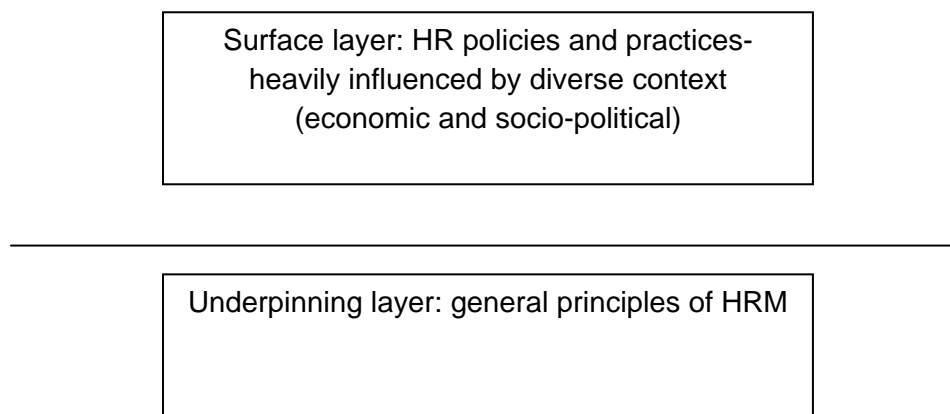 Surface layer: HR policies and practices-
heavily influenced by diverse context
(economic and socio-political)
Underpinning layer: general principles of HRM